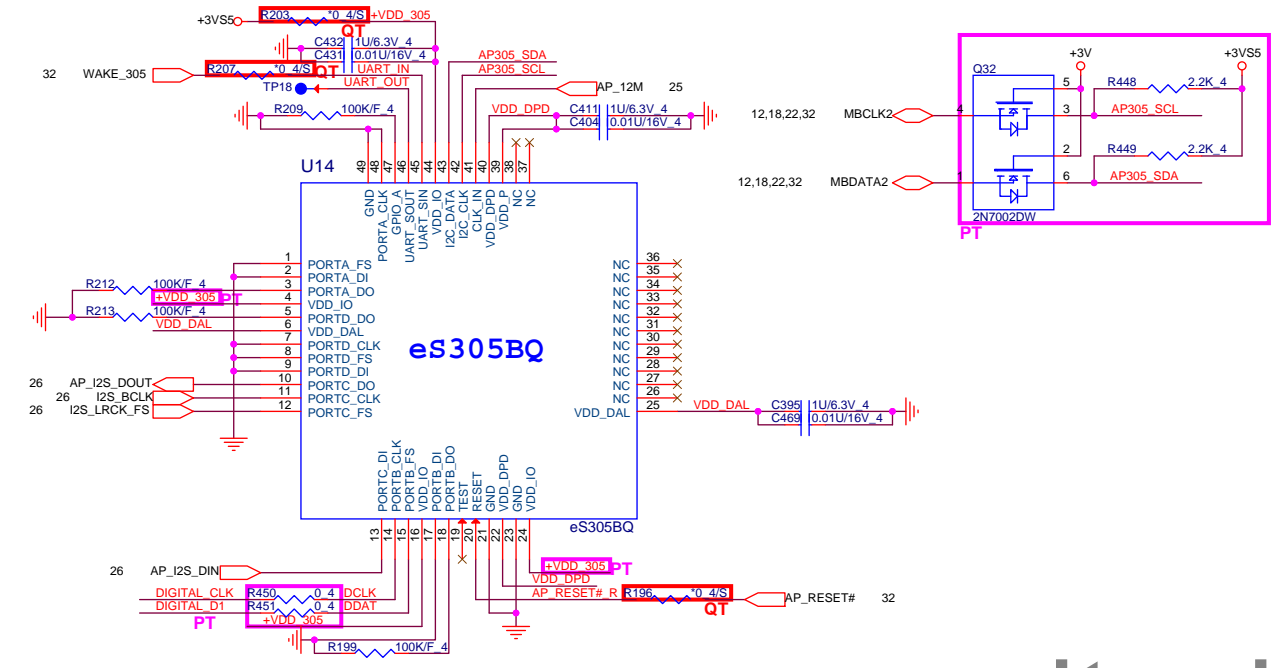 +3VS5 R203 *0_4/S +VDD_305
QT
C432 1U/6.3V_4
C431 0.01U/16V_4
32 WAKE_305 R207 *0_4/S QT UART_IN
TP18 UART_OUT
AP305_SDA
AP305_SCL
AP_12M 25
R209 100K/F_4
VDD_DPD C411 1U/6.3V_4
C404 0.01U/16V_4
+3V +3VS5
Q32
5 R448 2.2K_4
12,18,22,32 MBCLK2 4 3 AP305_SCL
2 R449 2.2K_4
12,18,22,32 MBDATA2 1 6 AP305_SDA
2N7002DW
PT
U14
49 48 47 46 45 44 43 42 41 40 39 38 37
GND PORTA_CLK GPIO_A UART_SOUT UART_SIN VDD_IO I2C_DATA I2C_CLK CLK_IN VDD_DPD VDD_P NC NC
1 PORTA_FS
2 PORTA_DI
R212 100K/F_4 3 PORTA_DO
+VDD_305 PT 4 VDD_IO
R213 100K/F_4 5 PORTD_DO
VDD_DAL 6 VDD_DAL
7 PORTD_CLK
8 PORTD_FS
9 PORTD_DI
26 AP_I2S_DOUT 10 PORTC_DO
26 I2S_BCLK 11 PORTC_CLK
26 I2S_LRCK_FS 12 PORTC_FS
eS305BQ
NC 36
NC 35
NC 34
NC 33
NC 32
NC 31
NC 30
NC 29
NC 28
NC 27
NC 26
VDD_DAL 25 VDD_DAL C395 1U/6.3V_4
C469 0.01U/16V_4
PORTC_DI PORTB_CLK PORTB_FS VDD_IO PORTB_DI PORTB_DO TEST RESET GND VDD_DPD GND VDD_IO
13 14 15 16 17 18 19 20 21 22 23 24
eS305BQ
26 AP_I2S_DIN
+VDD_305 PT
VDD_DPD
DIGITAL_CLK R450 0_4 DCLK
AP_RESET#_R R196 *0_4/S AP_RESET# 32
QT
DIGITAL_D1 R451 0_4 DDAT
PT +VDD_305
R199 100K/F_4